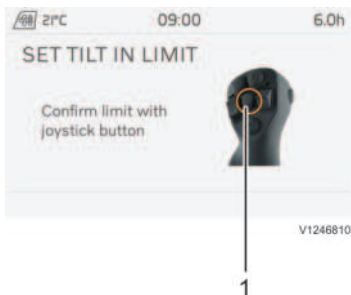 21°C 09:00 6.0h
SET TILT IN LIMIT
Confirm limit with
joystick button
V1246810
1